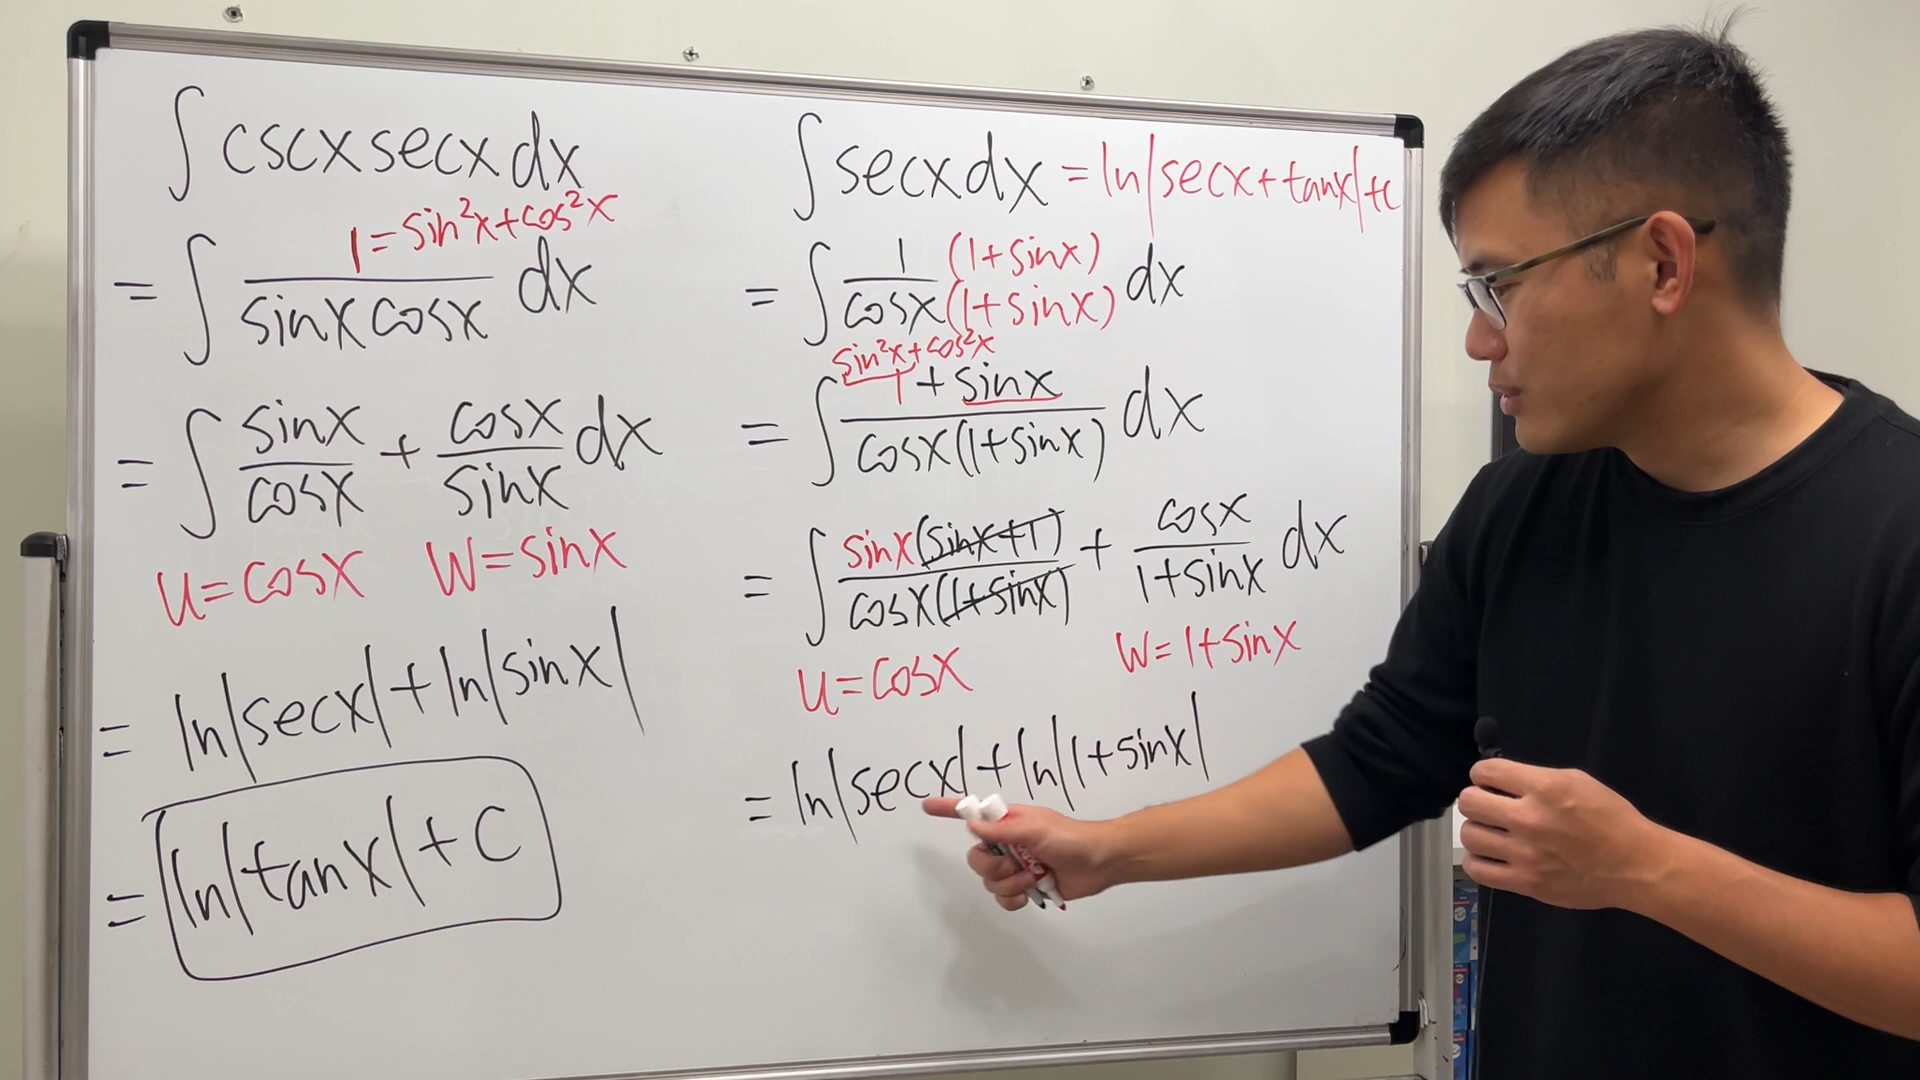 ∫ cscx secx dx
1 = sin²x + cos²x
= ∫ 1/(sinx cosx) dx
= ∫ sinx/cosx + cosx/sinx dx
u = cosx   w = sinx
= ln|secx| + ln|sinx|
= ln|tanx| + C
∫ secx dx = ln|secx + tanx| + C
= ∫ 1/cosx (1+sinx)/(1+sinx) dx
sin²x + cos²x
= ∫ (1 + sinx)/(cosx(1+sinx)) dx
= ∫ sinx(sinx+1)/(cosx(1+sinx)) + cosx/(1+sinx) dx
u = cosx   w = 1+sinx
= ln|secx| + ln|1+sinx|